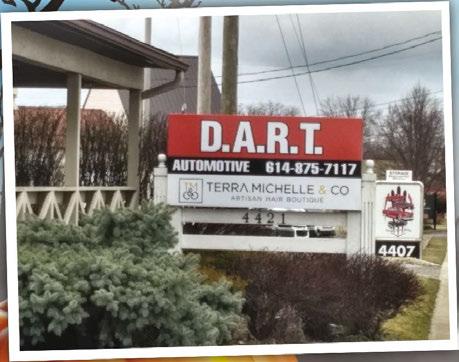 D.A.R.T.
AUTOMOTIVE 614-875-7117
TERRA.MICHELLE & CO
ARTISAN HAIR BOUTIQUE
4421
4407